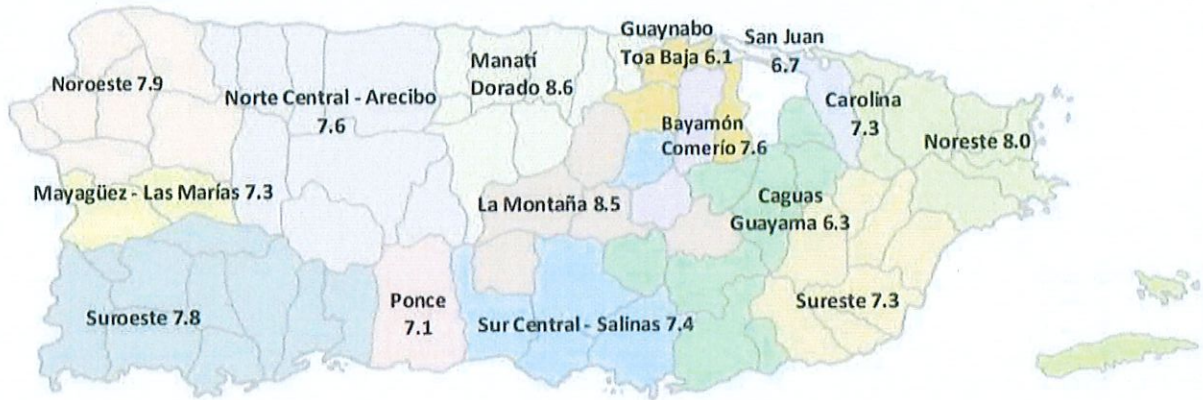 Guaynabo
Toa Baja 6.1
San Juan
6.7
Noroeste 7.9
Manatí
Dorado 8.6
Norte Central - Arecibo
7.6
Carolina
7.3
Bayamón
Comerío 7.6
Noreste 8.0
Mayagüez - Las Marías 7.3
La Montaña 8.5
Caguas
Guayama 6.3
Suroeste 7.8
Ponce
7.1
Sur Central - Salinas 7.4
Sureste 7.3